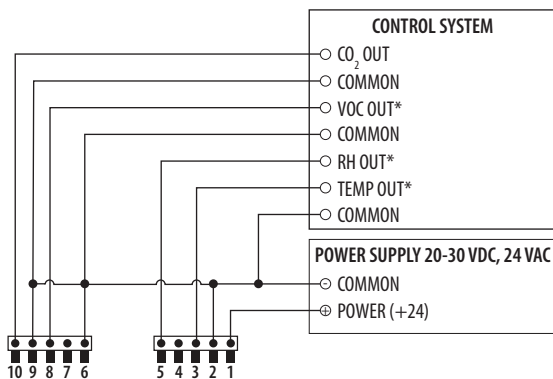 CONTROL SYSTEM
CO2 OUT
COMMON
VOC OUT*
COMMON
RH OUT*
TEMP OUT*
COMMON
POWER SUPPLY 20-30 VDC, 24 VAC
COMMON
POWER (+24)
10 9 8 7 6 5 4 3 2 1